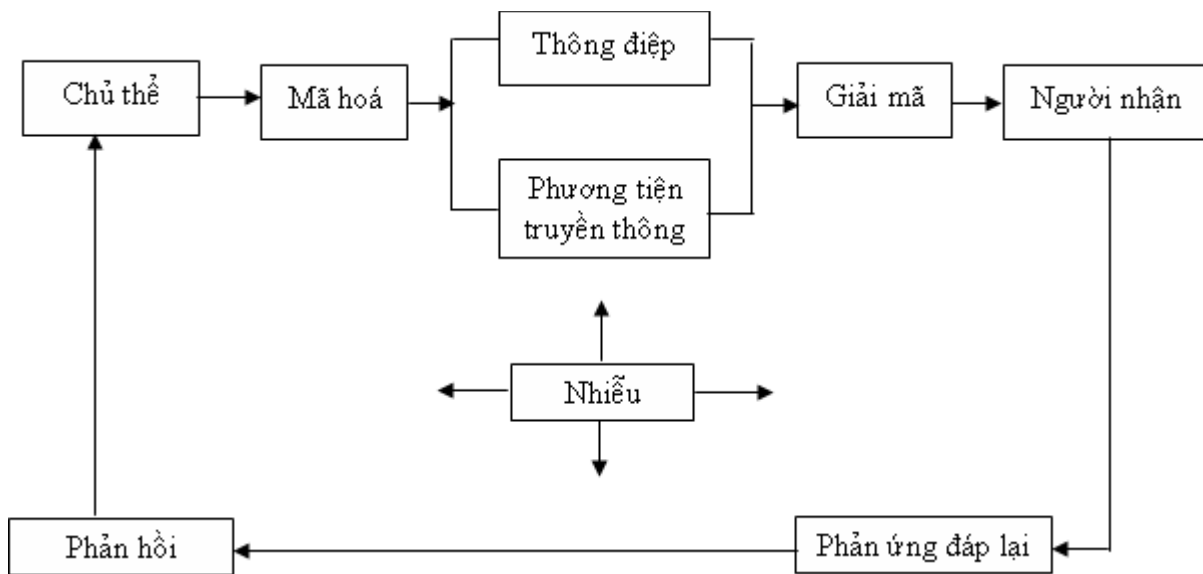 Thông điệp
Chủ thể
Mã hoá
Giải mã
Người nhận
Phương tiện
truyền thông
Nhiễu
Phản hồi
Phản ứng đáp lại